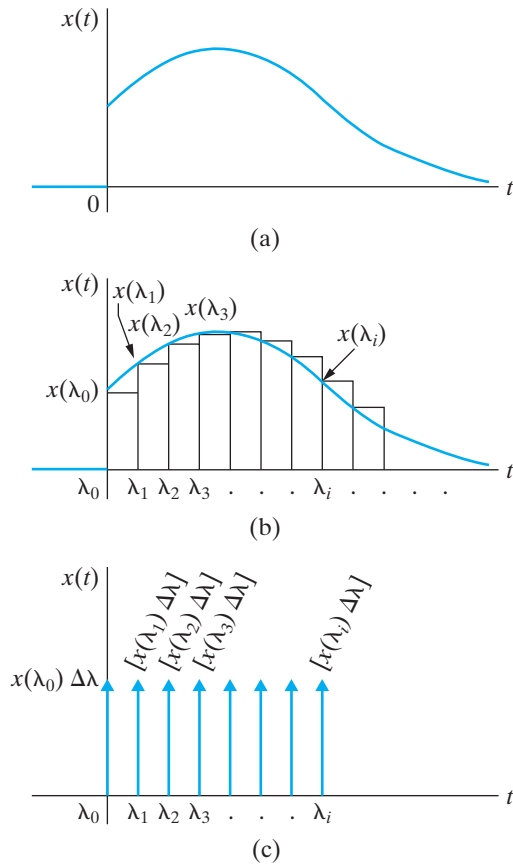 x(t)
0
t
(a)
x(t)
x(λ₁)
x(λ₂)
x(λ₃)
x(λᵢ)
x(λ₀)
t
λ₀ λ₁ λ₂ λ₃ . . . λᵢ . . . .
(b)
x(t)
[x(λ₁) Δλ]
[x(λ₂) Δλ]
[x(λ₃) Δλ]
[x(λᵢ) Δλ]
x(λ₀) Δλ
t
λ₀ λ₁ λ₂ λ₃ . . . λᵢ
(c)